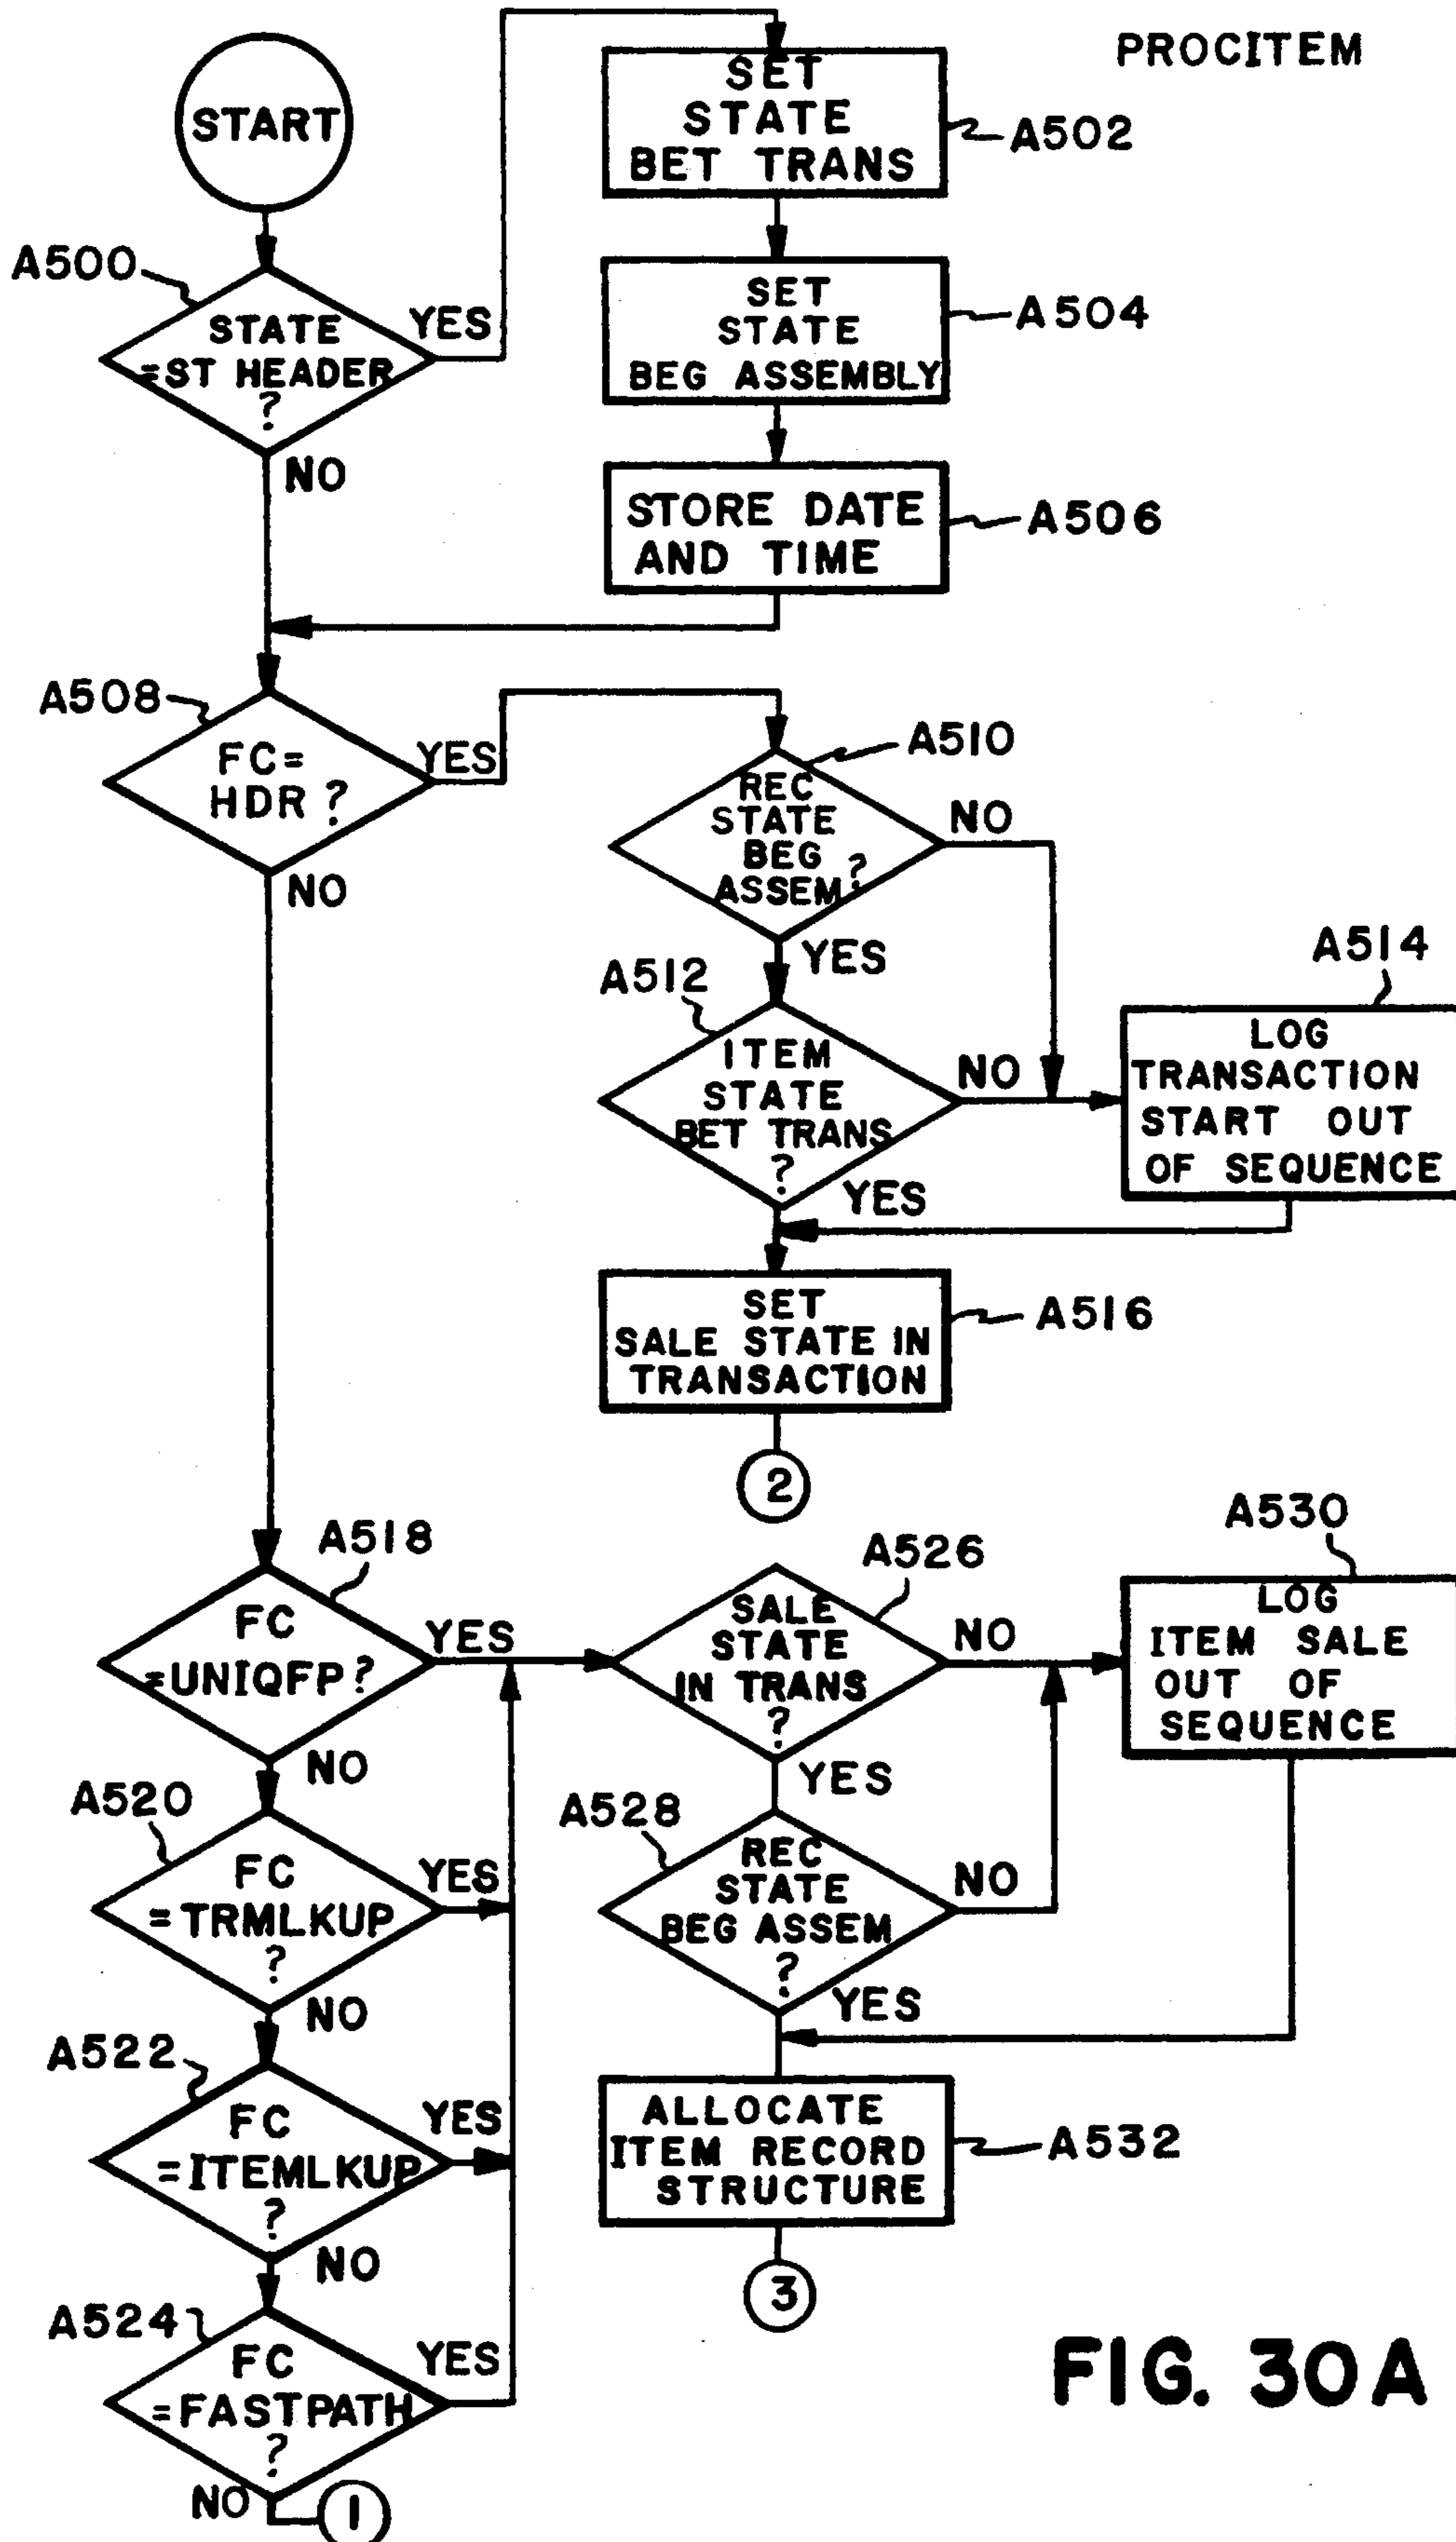 PROCITEM
START
SET
STATE
BET TRANS
A502
A500
STATE
=ST HEADER
?
YES
NO
SET
STATE
BEG ASSEMBLY
A504
STORE DATE
AND TIME
A506
A508
FC=
HDR ?
YES
NO
A510
REC
STATE
BEG
ASSEM ?
NO
YES
A512
ITEM
STATE
BET TRANS
?
NO
YES
A514
LOG
TRANSACTION
START OUT
OF SEQUENCE
SET
SALE STATE IN
TRANSACTION
A516
2
A518
FC
=UNIQFP ?
YES
NO
A526
SALE
STATE
IN TRANS
?
NO
YES
A530
LOG
ITEM SALE
OUT OF
SEQUENCE
A520
FC
=TRMLKUP
?
YES
NO
A528
REC
STATE
BEG ASSEM
?
NO
YES
A522
FC
=ITEMLKUP
?
YES
NO
ALLOCATE
ITEM RECORD
STRUCTURE
A532
3
A524
FC
=FASTPATH
?
YES
NO
1
FIG. 30A